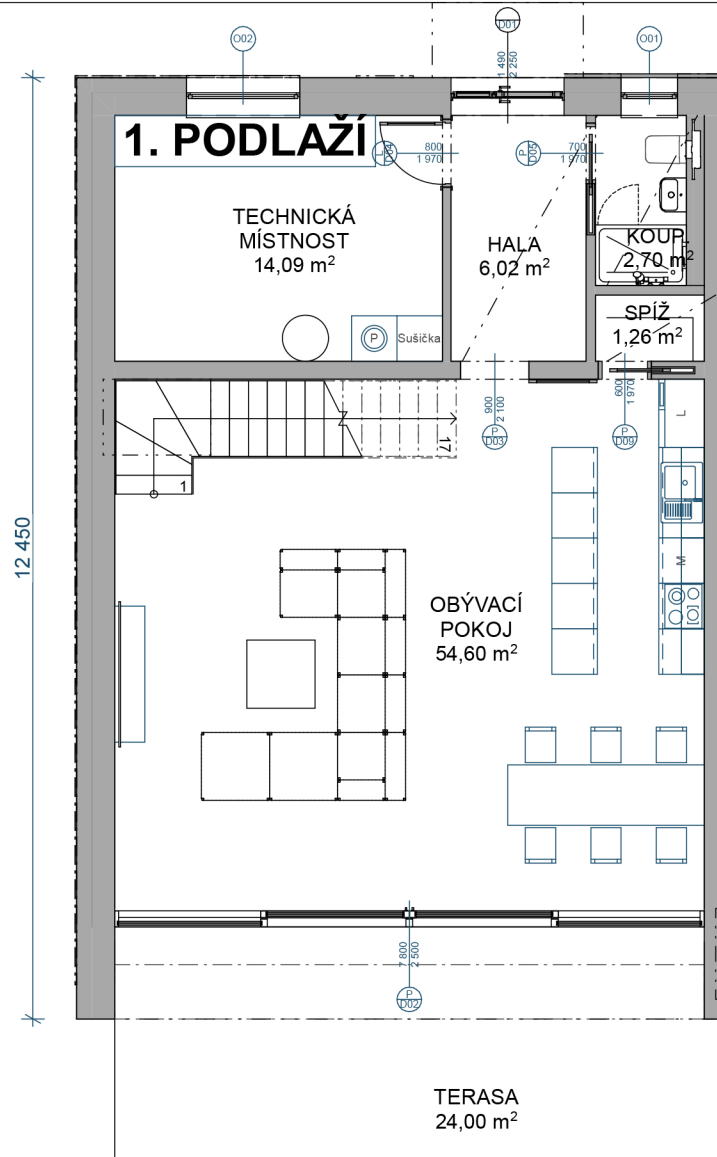 O02
D01
1 490
2 250
O01
1. PODLAŽÍ
L
D04
800
1 970
P
D05
700
1 970
TECHNICKÁ
MÍSTNOST
14,09 m²
HALA
6,02 m²
KOUP.
2,70 m²
SPÍŽ
1,26 m²
P
Sušička
900
2 100
P
D03
600
1 970
P
D09
L
17
1
M
12 450
OBÝVACÍ
POKOJ
54,60 m²
7 800
2 500
P
D02
TERASA
24,00 m²